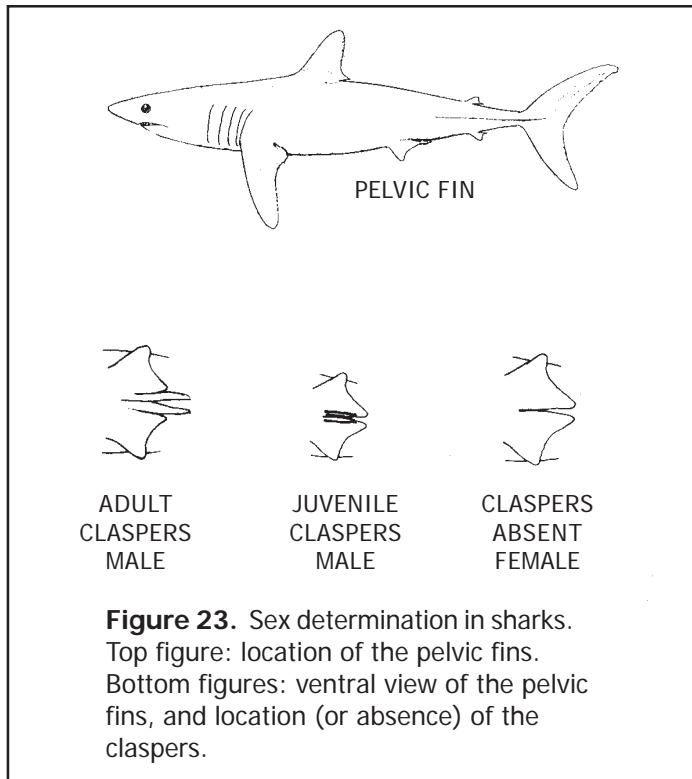 PELVIC FIN
ADULT
CLASPERS
MALE
JUVENILE
CLASPERS
MALE
CLASPERS
ABSENT
FEMALE
Figure 23. Sex determination in sharks.
Top figure: location of the pelvic fins.
Bottom figures: ventral view of the pelvic
fins, and location (or absence) of the
claspers.